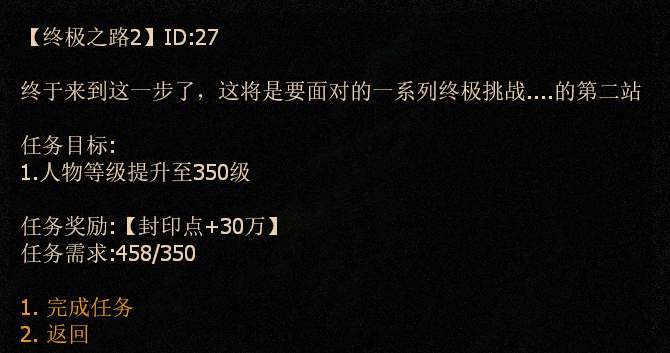 【终极之路2】ID:27
终于来到这一步了，这将是要面对的一系列终极挑战....的第二站
任务目标:
1.人物等级提升至350级
任务奖励:【封印点+30万】
任务需求:458/350
1. 完成任务
2. 返回